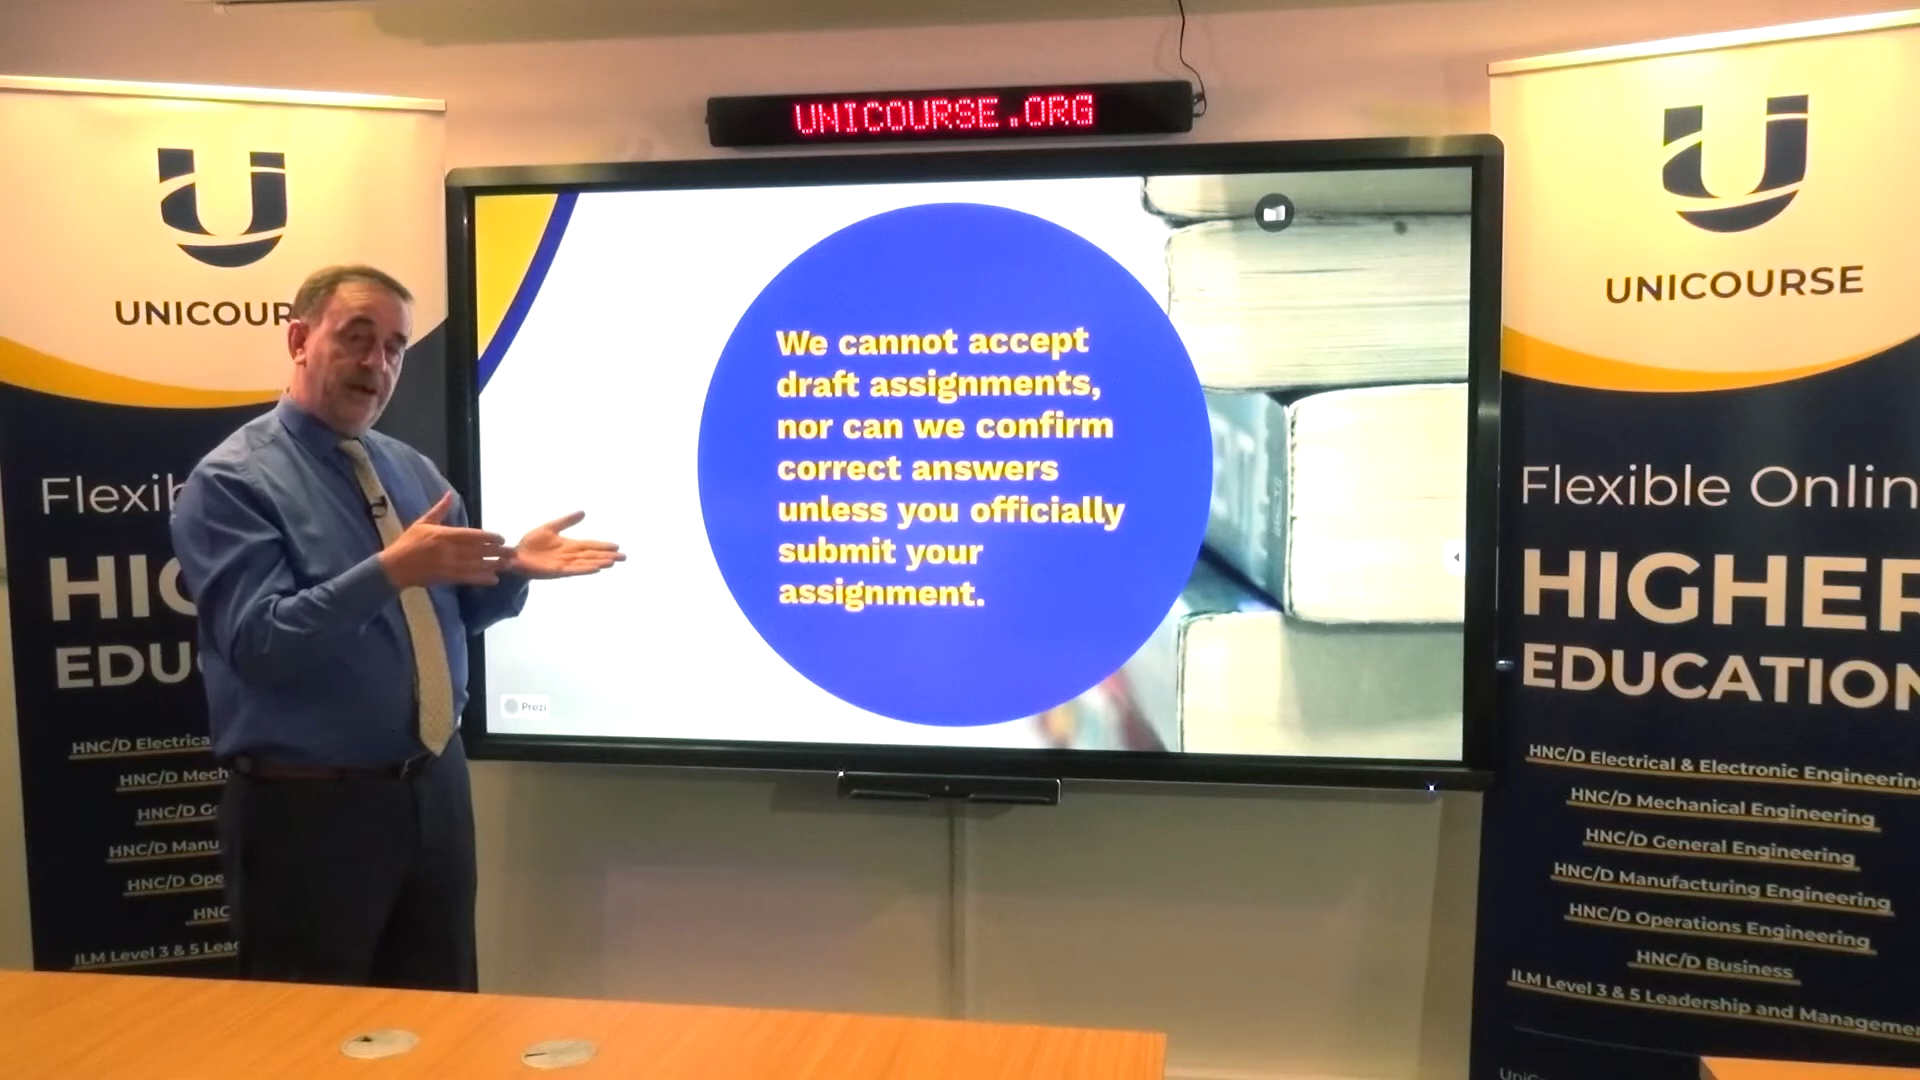 UNICOURSE.ORG
UNICOUR
Flexib
HIG
EDU
HNC/D Electrica
HNC/D Mech
HNC/D Ge
HNC/D Manu
HNC/D Ope
HNC
ILM Level 3 & 5 Lead
We cannot accept
draft assignments,
nor can we confirm
correct answers
unless you officially
submit your
assignment.
Prezi
UNICOURSE
Flexible Onlin
HIGHER
EDUCATION
HNC/D Electrical & Electronic Engineering
HNC/D Mechanical Engineering
HNC/D General Engineering
HNC/D Manufacturing Engineering
HNC/D Operations Engineering
HNC/D Business
ILM Level 3 & 5 Leadership and Managemen